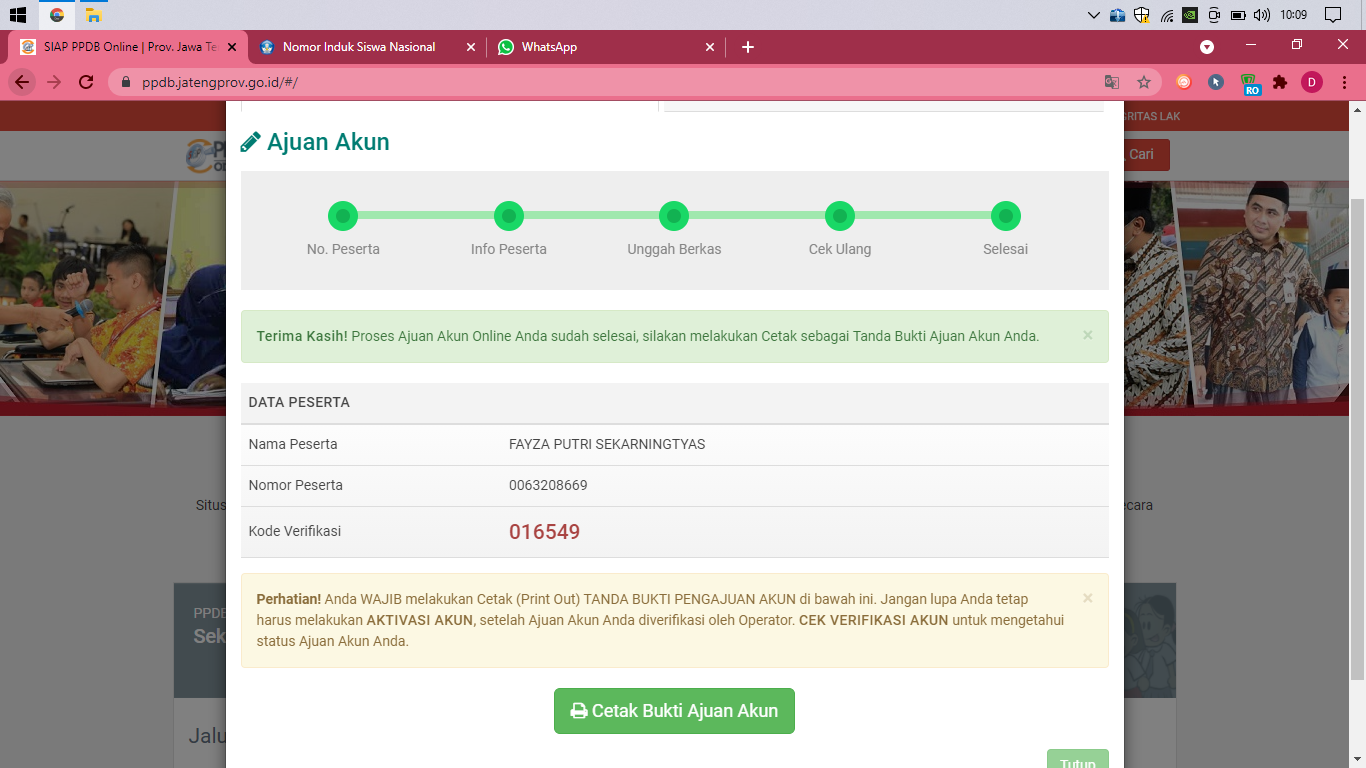 10:09
SIAP PPDB Online | Prov. Jawa Te
Nomor Induk Siswa Nasional
WhatsApp
ppdb.jatengprov.go.id/#/
RO
D
GRITAS LAK
Cari
Ajuan Akun
No. Peserta
Info Peserta
Unggah Berkas
Cek Ulang
Selesai
Terima Kasih! Proses Ajuan Akun Online Anda sudah selesai, silakan melakukan Cetak sebagai Tanda Bukti Ajuan Akun Anda.
×
DATA PESERTA
Nama Peserta FAYZA PUTRI SEKARNINGTYAS
Nomor Peserta 0063208669
Situs
ecara
Kode Verifikasi 016549
Perhatian! Anda WAJIB melakukan Cetak (Print Out) TANDA BUKTI PENGAJUAN AKUN di bawah ini. Jangan lupa Anda tetap
×
harus melakukan AKTIVASI AKUN, setelah Ajuan Akun Anda diverifikasi oleh Operator. CEK VERIFIKASI AKUN untuk mengetahui
status Ajuan Akun Anda.
PPDB
Sek
Cetak Bukti Ajuan Akun
Jalu
Tutup